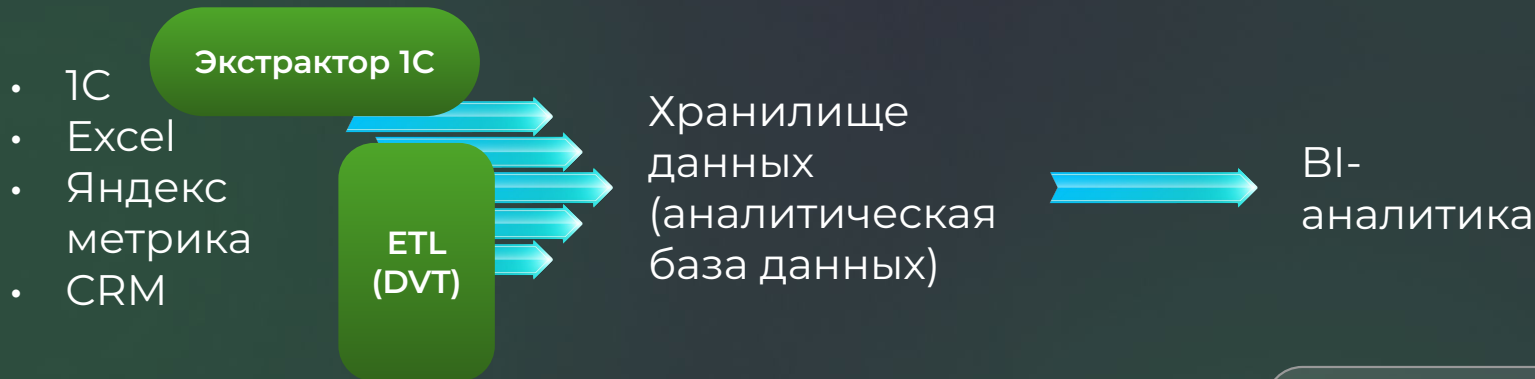 Экстрактор 1С
• 1С
• Excel
• Яндекс
метрика
• CRM
ETL
(DVT)
Хранилище
данных
(аналитическая
база данных)
BI-
аналитика